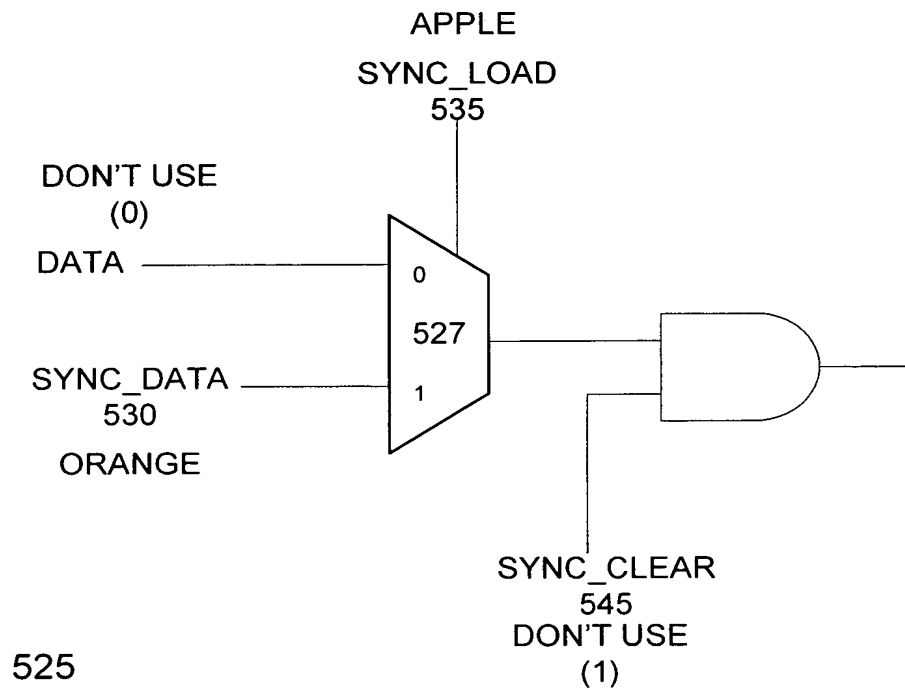 APPLE
SYNC_LOAD
535
DON'T USE
(0)
DATA
0
527
SYNC_DATA
530
1
ORANGE
SYNC_CLEAR
545
DON'T USE
(1)
525